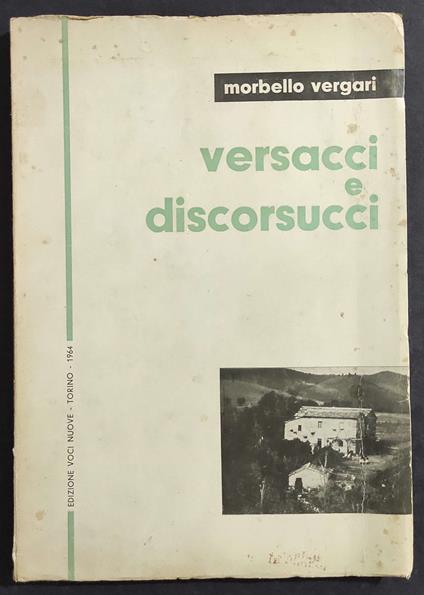 morbello vergari
versacci
e
discorsucci
EDIZIONE VOCI NUOVE - TORINO - 1964